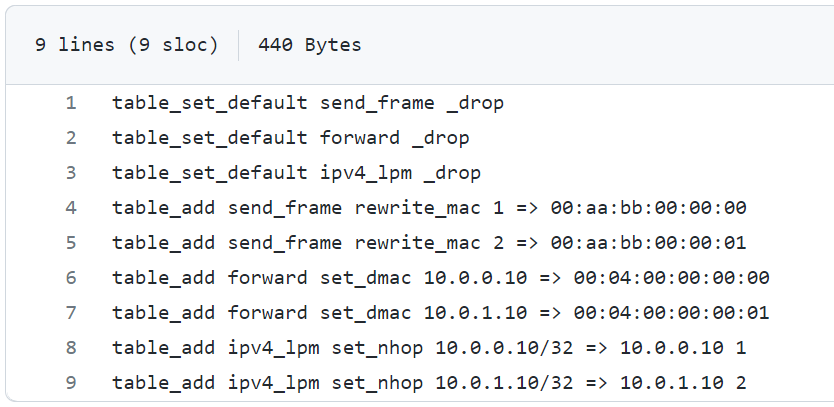 9 lines (9 sloc) 440 Bytes
1 table_set_default send_frame _drop
2 table_set_default forward _drop
3 table_set_default ipv4_lpm _drop
4 table_add send_frame rewrite_mac 1 => 00:aa:bb:00:00:00
5 table_add send_frame rewrite_mac 2 => 00:aa:bb:00:00:01
6 table_add forward set_dmac 10.0.0.10 => 00:04:00:00:00:00
7 table_add forward set_dmac 10.0.1.10 => 00:04:00:00:00:01
8 table_add ipv4_lpm set_nhop 10.0.0.10/32 => 10.0.0.10 1
9 table_add ipv4_lpm set_nhop 10.0.1.10/32 => 10.0.1.10 2